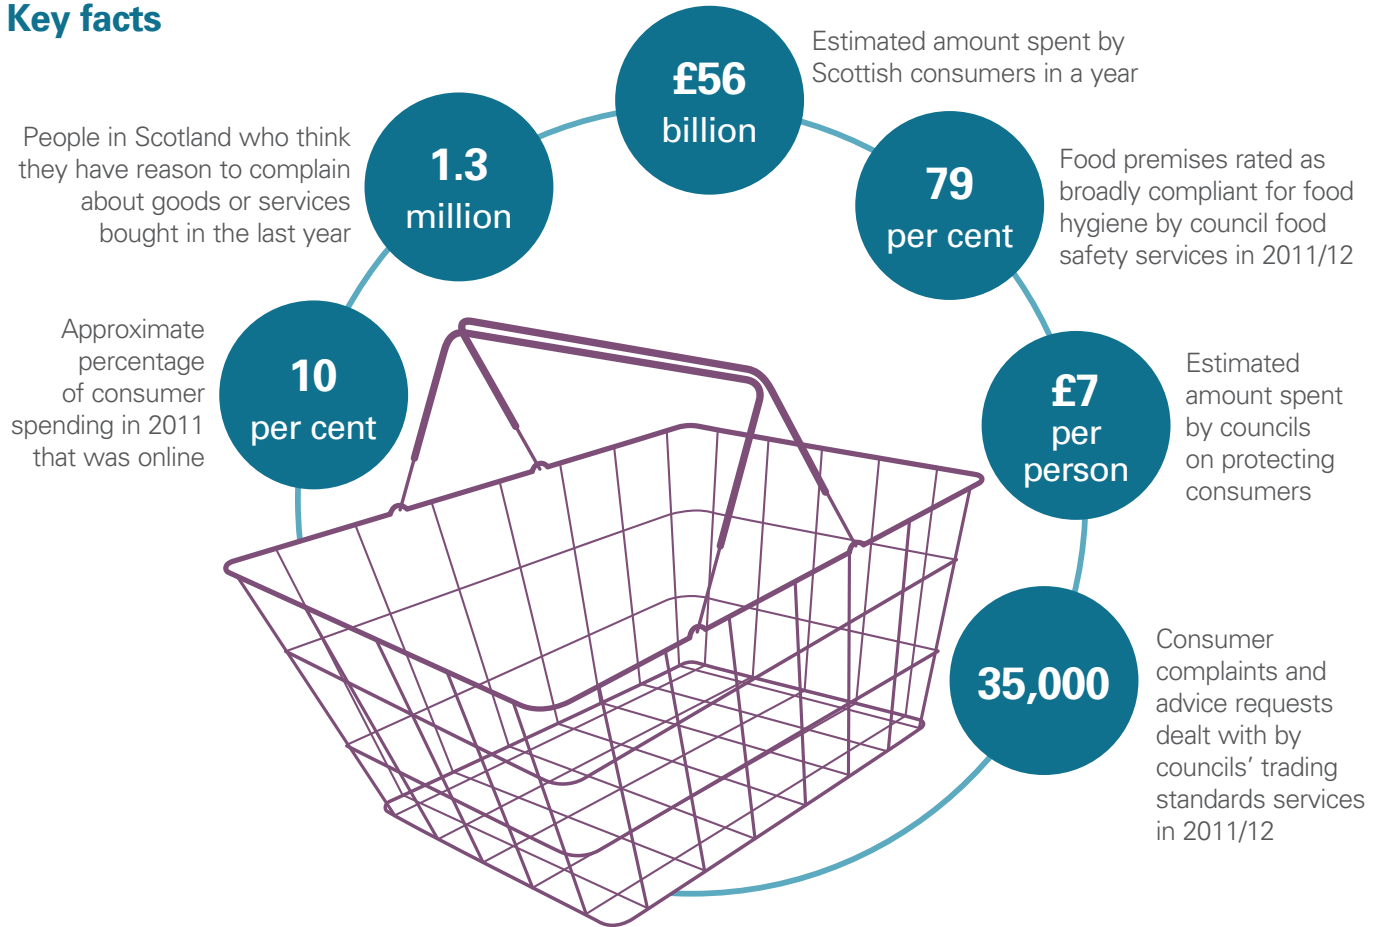 Key facts
10
per cent
Approximate
percentage
of consumer
spending in 2011
that was online
1.3
million
People in Scotland who think
they have reason to complain
about goods or services
bought in the last year
£56
billion
Estimated amount spent by
Scottish consumers in a year
79
per cent
Food premises rated as
broadly compliant for food
hygiene by council food
safety services in 2011/12
£7
per
person
Estimated
amount spent
by councils
on protecting
consumers
35,000
Consumer
complaints and
advice requests
dealt with by
councils’ trading
standards services
in 2011/12